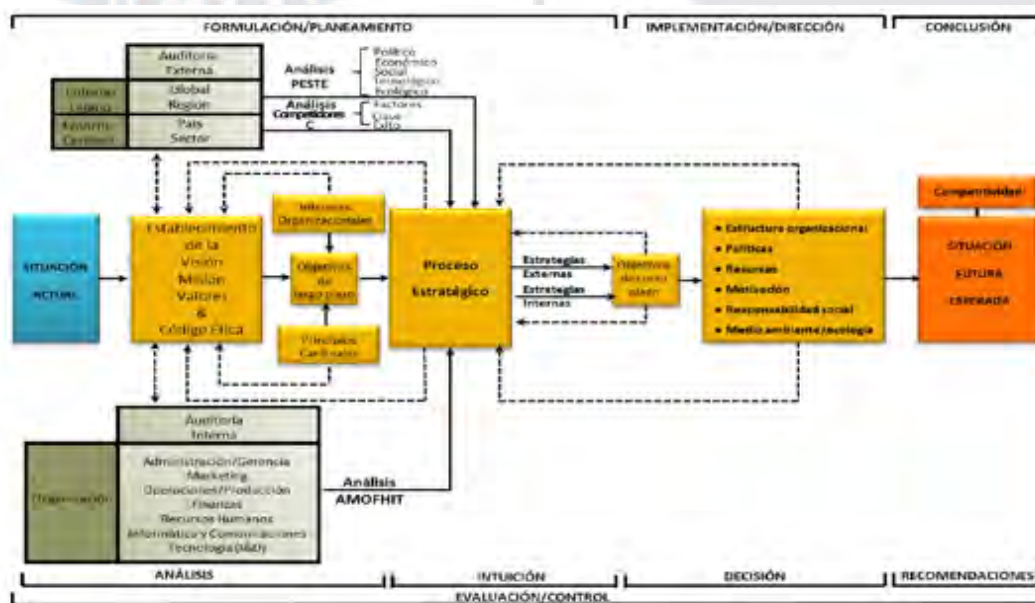 FORMULACIÓN/PLANEAMIENTO
IMPLEMENTACIÓN/DIRECCIÓN
CONCLUSIÓN
Auditoría
Externa
Global
Región
País
Sector
Análisis
PESTE
Político
Económico
Social
Tecnológico
Ecológico
Análisis
Competidores
C
Factores
Clave
Éxito
SITUACIÓN
ACTUAL
Establecimiento
de la
Visión
Misión
Valores
&
Código Ética
Intereses
Organizacionales
Objetivos
de
largo plazo
Principios
Cardinales
Proceso
Estratégico
Estrategias
Externas
Estrategias
Internas
Objetivos
de corto
plazo
• Estructura organizacional
• Políticas
• Recursos
• Motivación
• Responsabilidad social
• Medio ambiente/ecología
Competitividad
SITUACIÓN
FUTURA
ESPERADA
Auditoría
Interna
Organización
Administración/Gerencia
Marketing
Operaciones/Producción
Finanzas
Recursos Humanos
Informática y Comunicaciones
Tecnología (I&D)
Análisis
AMOFHIT
ANÁLISIS
INTUICIÓN
DECISIÓN
RECOMENDACIONES
EVALUACIÓN/CONTROL